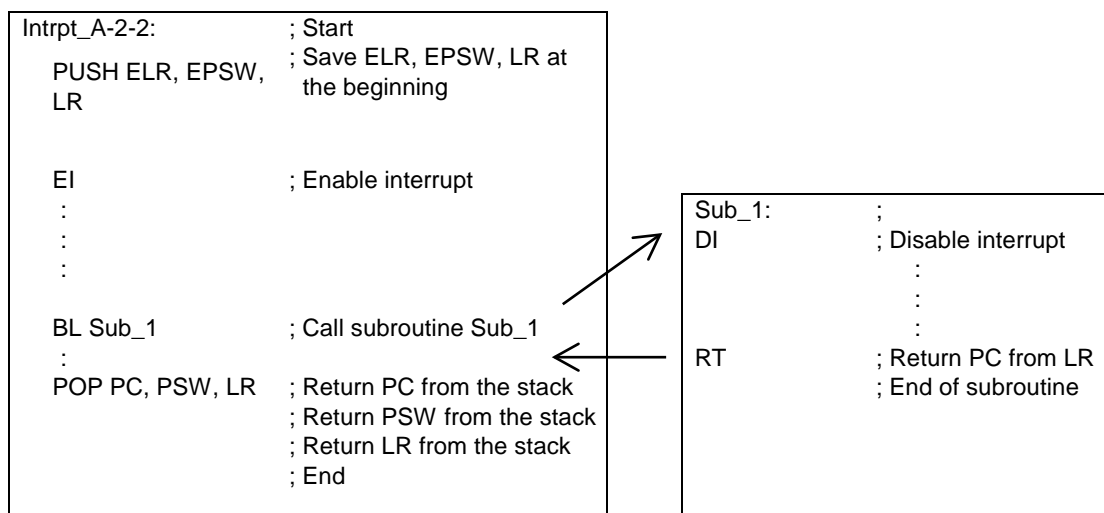 Intrpt_A-2-2: ; Start
PUSH ELR, EPSW, ; Save ELR, EPSW, LR at
LR the beginning
EI ; Enable interrupt
:
:
:
BL Sub_1 ; Call subroutine Sub_1
:
POP PC, PSW, LR ; Return PC from the stack
; Return PSW from the stack
; Return LR from the stack
; End
Sub_1: ;
DI ; Disable interrupt
:
:
:
RT ; Return PC from LR
; End of subroutine